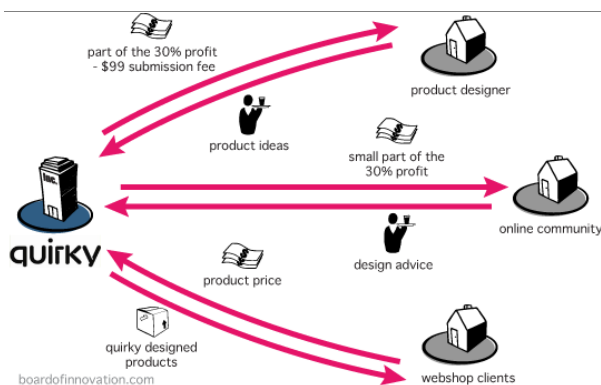 part of the 30% profit
- $99 submission fee
product designer
product ideas
small part of the
30% profit
Inc.
online community
quirky
design advice
product price
quirky designed
products
webshop clients
boardofinnovation.com